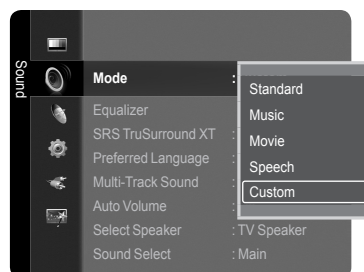 Sound
Mode :
Equalizer
SRS TruSurround XT :
Preferred Language :
Multi-Track Sound :
Auto Volume :
Select Speaker : TV Speaker
Sound Select : Main
Standard
Music
Movie
Speech
Custom